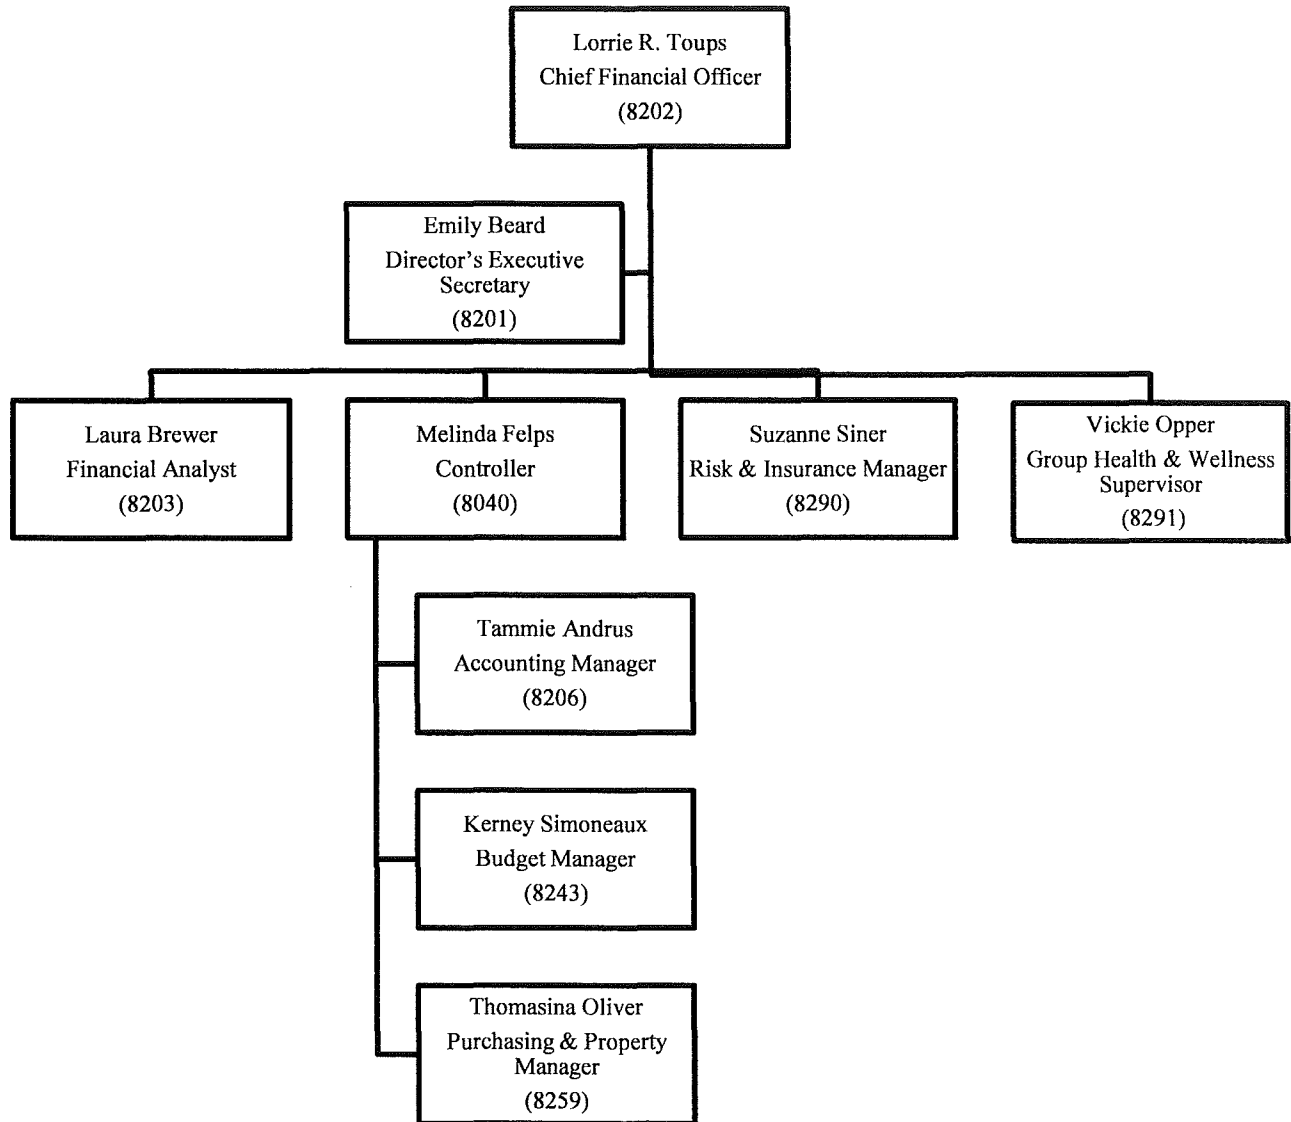 Lorrie R. Toups
Chief Financial Officer
(8202)
Emily Beard
Director's Executive
Secretary
(8201)
Laura Brewer
Financial Analyst
(8203)
Melinda Felps
Controller
(8040)
Suzanne Siner
Risk & Insurance Manager
(8290)
Vickie Opper
Group Health & Wellness
Supervisor
(8291)
Tammie Andrus
Accounting Manager
(8206)
Kerney Simoneaux
Budget Manager
(8243)
Thomasina Oliver
Purchasing & Property
Manager
(8259)